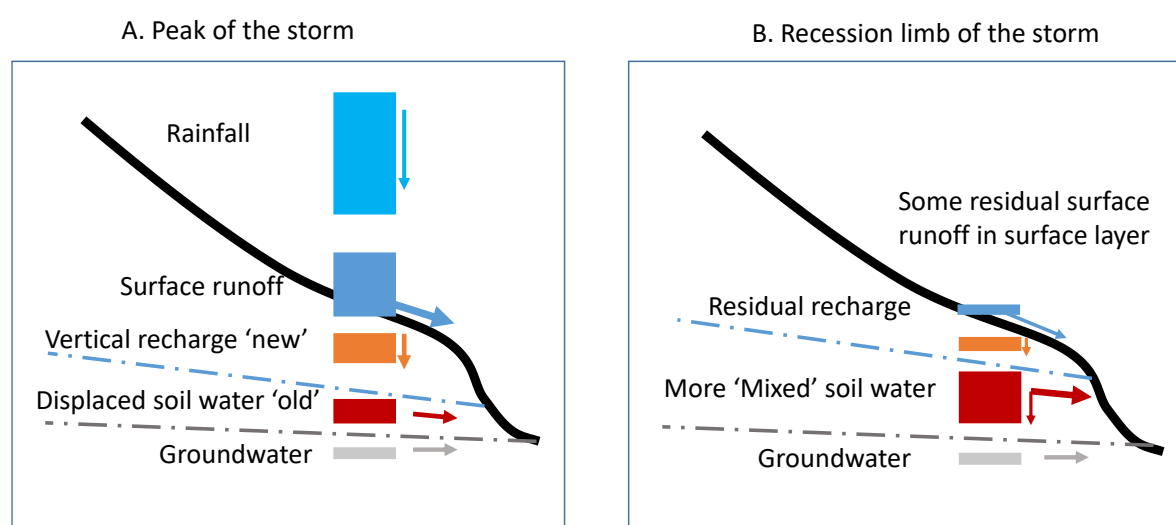 A. Peak of the storm
Rainfall
Surface runoff
Vertical recharge ‘new’
Displaced soil water ‘old’
Groundwater
B. Recession limb of the storm
Some residual surface
runoff in surface layer
Residual recharge
More ‘Mixed’ soil water
Groundwater